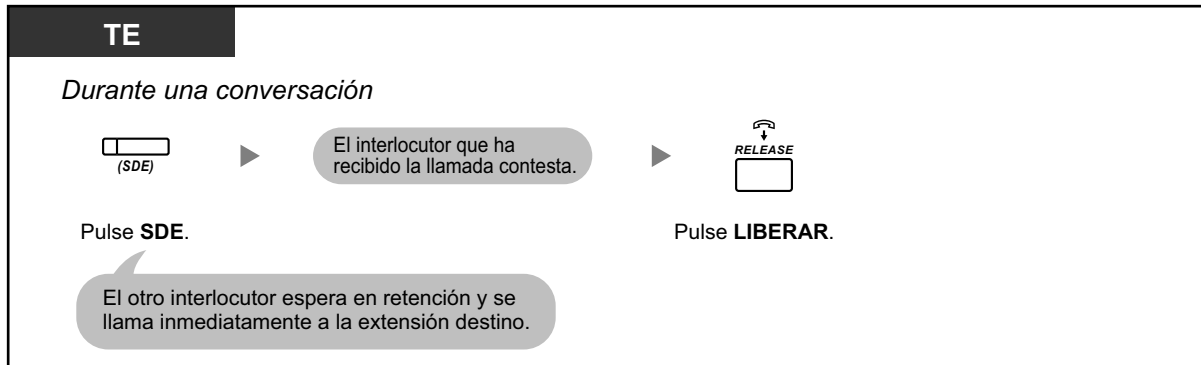 TE
Durante una conversación
(SDE)
El interlocutor que ha
recibido la llamada contesta.
RELEASE
Pulse SDE.
Pulse LIBERAR.
El otro interlocutor espera en retención y se
llama inmediatamente a la extensión destino.